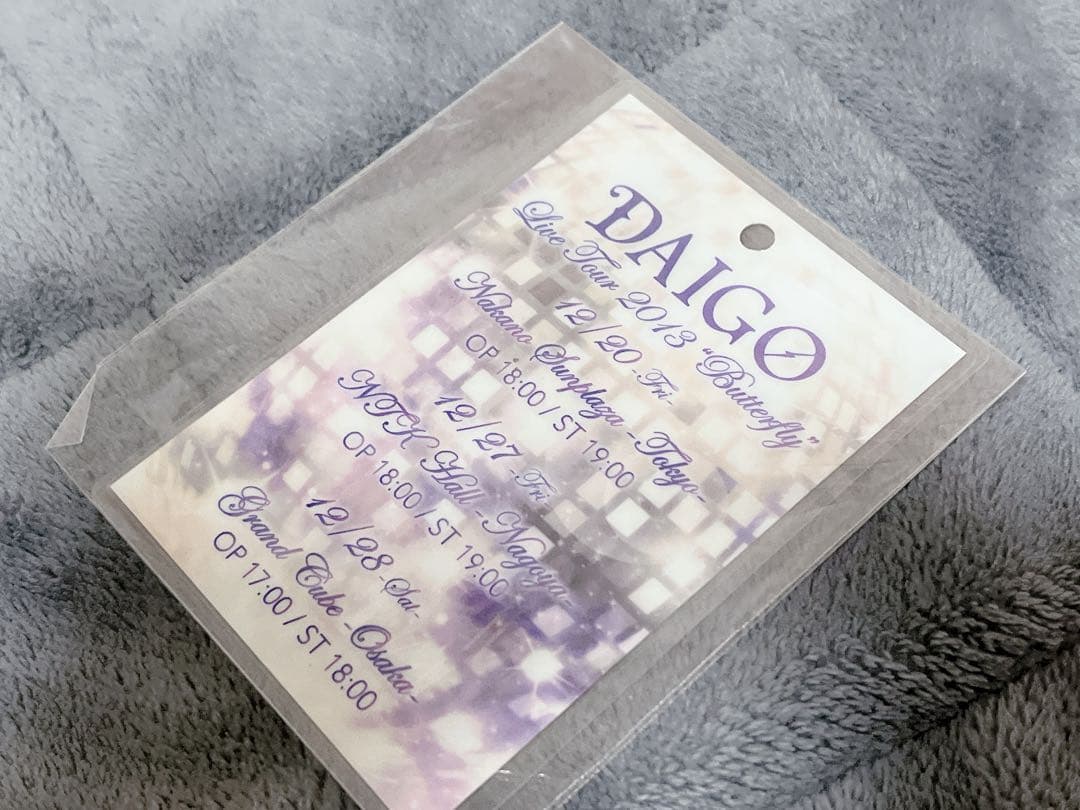 DAIGO
Live Tour 2013 “Butterfly”
12/20 -Fri-
Nakano Sunplaza -Tokyo-
OP 18:00 / ST 19:00
12/27 -Fri-
NTK Hall -Nagoya-
OP 18:00 / ST 19:00
12/28 -Sat-
Grand Cube -Osaka-
OP 17:00 / ST 18:00